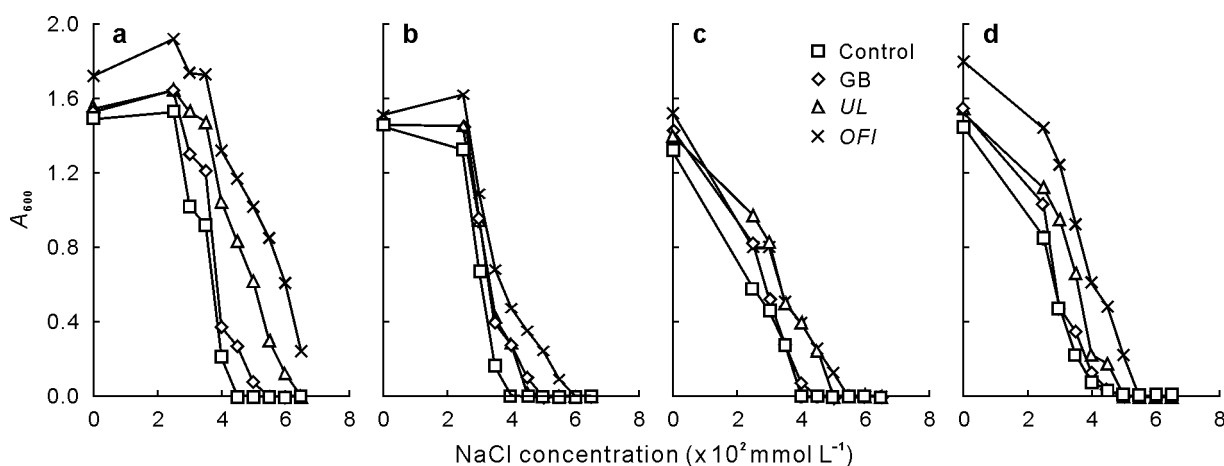 a b c d
2.0
1.6
1.2
0.8
0.4
0.0
A600
Control
GB
UL
OFI
0 2 4 6 8 0 2 4 6 8 0 2 4 6 8 0 2 4 6 8
NaCl concentration (x 10² mmol L⁻¹)